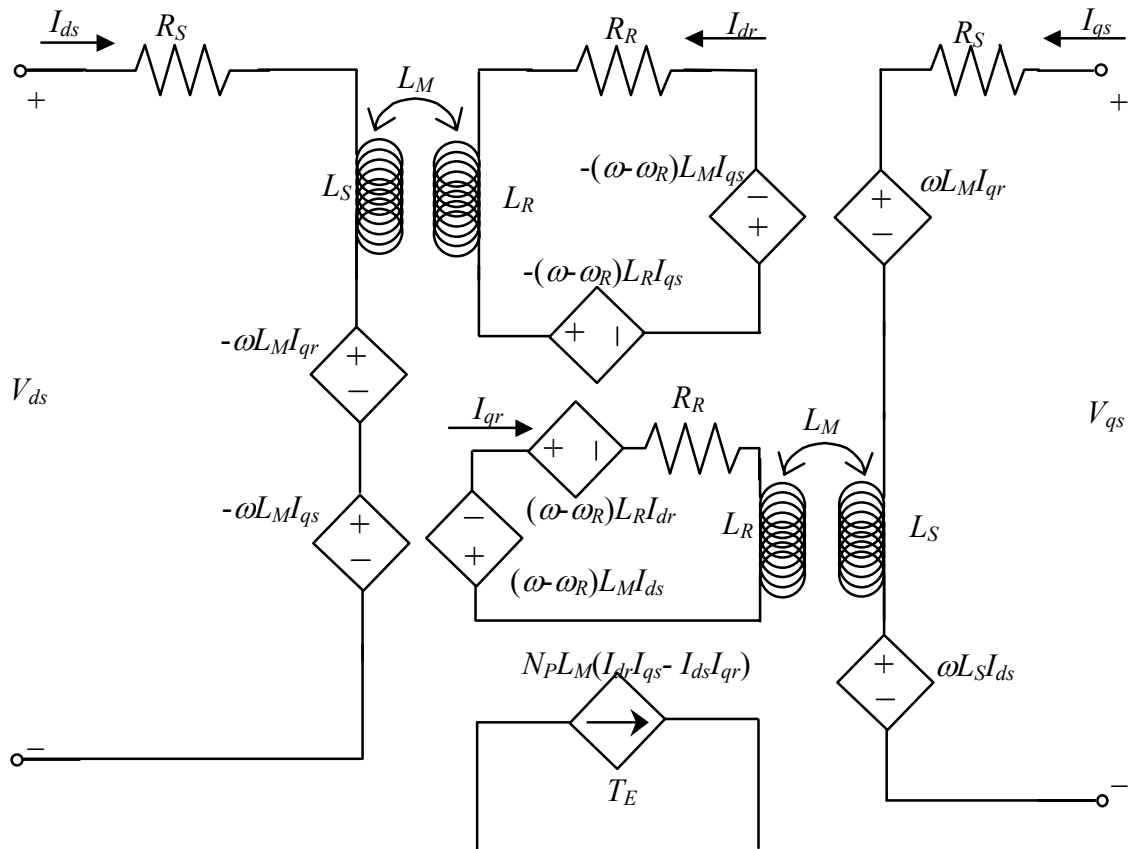 I_ds
R_S
R_R
I_dr
R_S
I_qs
+
+
L_M
L_S
L_R
-(ω-ω_R)L_M I_qs
−
+
+
−
ωL_M I_qr
-(ω-ω_R)L_R I_qs
+
−
-ωL_M I_qr
+
−
V_ds
V_qs
I_qr
+
−
R_R
L_M
-ωL_M I_qs
+
−
−
+
(ω-ω_R)L_R I_dr
L_R
L_S
(ω-ω_R)L_M I_ds
N_P L_M(I_dr I_qs- I_ds I_qr)
+
−
ωL_S I_ds
−
T_E
−